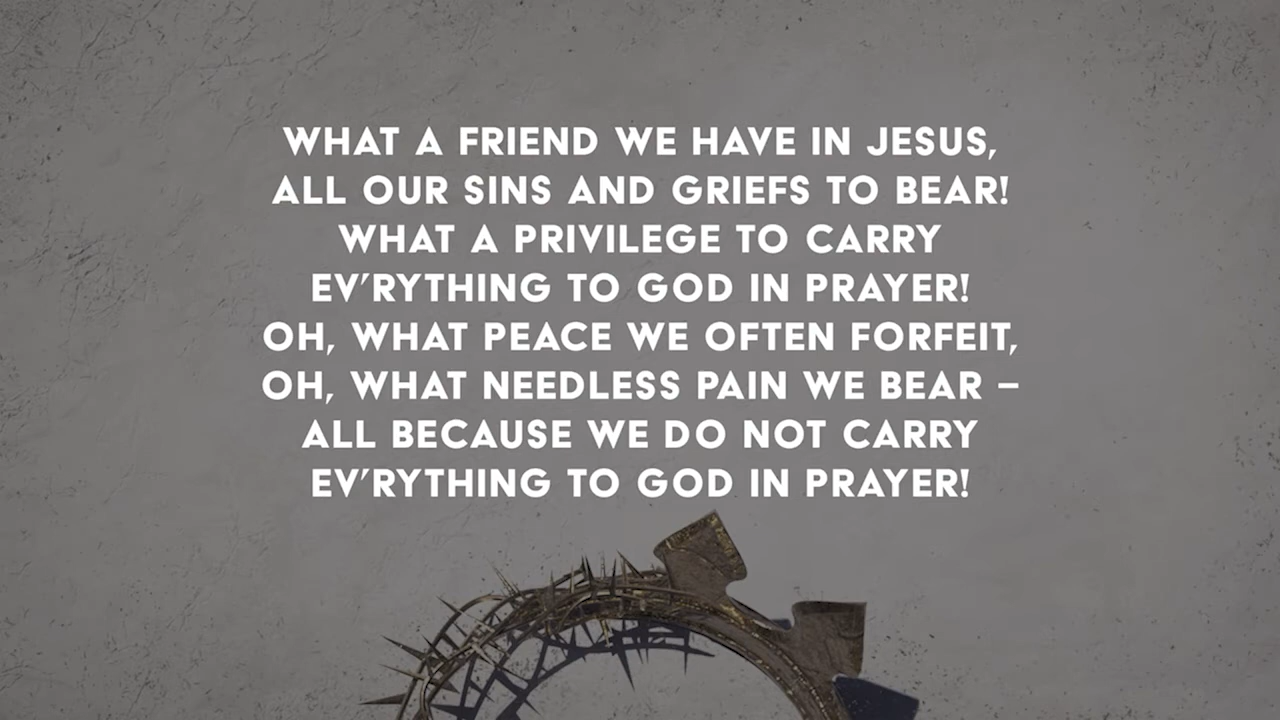 WHAT A FRIEND WE HAVE IN JESUS,
ALL OUR SINS AND GRIEFS TO BEAR!
WHAT A PRIVILEGE TO CARRY
EV’RYTHING TO GOD IN PRAYER!
OH, WHAT PEACE WE OFTEN FORFEIT,
OH, WHAT NEEDLESS PAIN WE BEAR –
ALL BECAUSE WE DO NOT CARRY
EV’RYTHING TO GOD IN PRAYER!